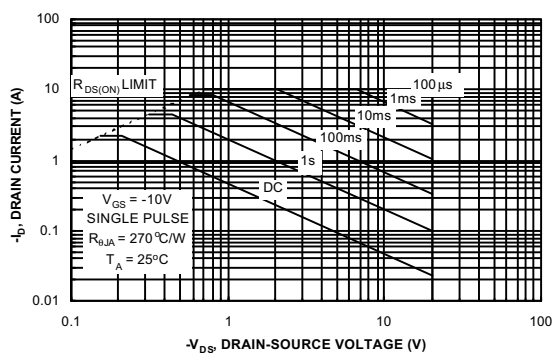 100
10
1
0.1
0.01
-I_D, DRAIN CURRENT (A)
R_DS(ON) LIMIT
100µs
1ms
10ms
100ms
1s
DC
V_GS = -10V
SINGLE PULSE
R_θJA = 270 °C/W
T_A = 25°C
0.1 1 10 100
-V_DS, DRAIN-SOURCE VOLTAGE (V)